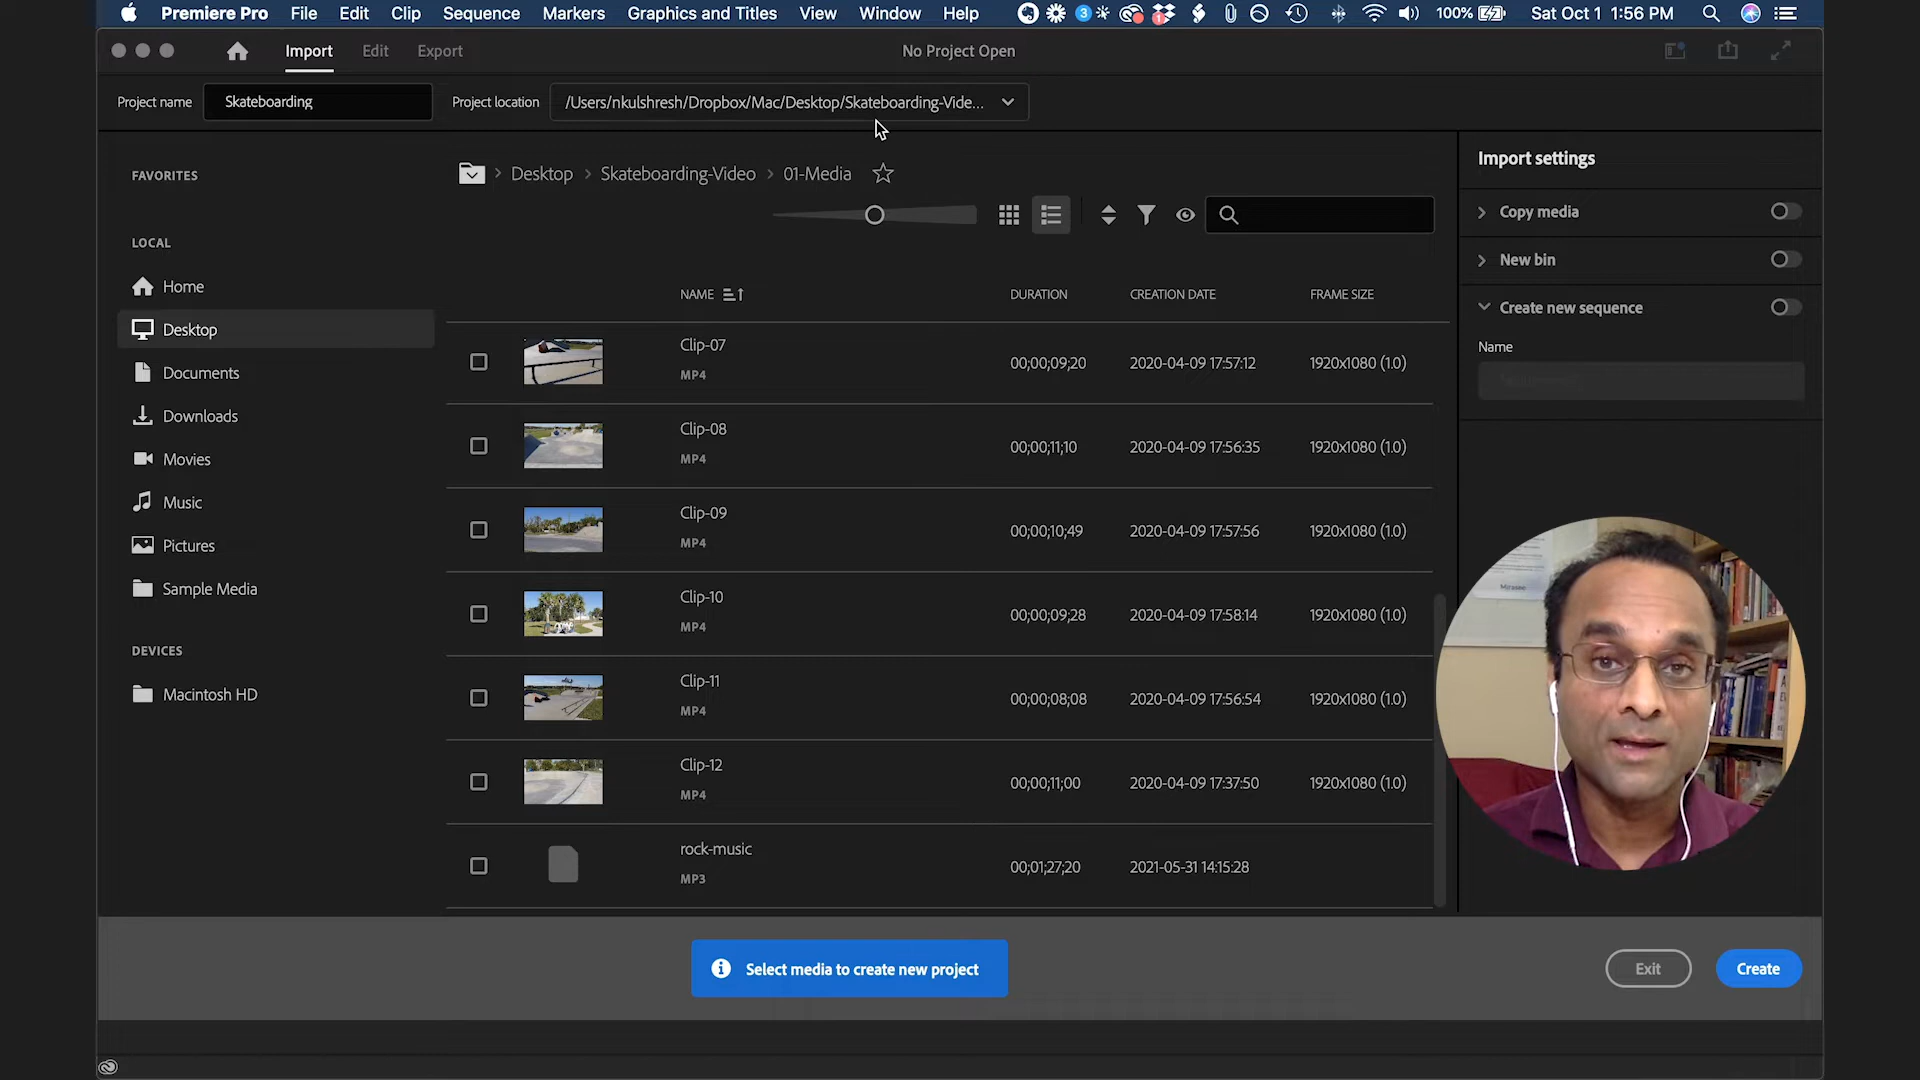 Premiere Pro File Edit Clip Sequence Markers Graphics and Titles View Window Help 3 1 100% Sat Oct 1 1:56 PM
Import Edit Export No Project Open
Project name Skateboarding Project location /Users/nkulshresh/Dropbox/Mac/Desktop/Skateboarding-Vide...
FAVORITES
LOCAL
Home
Desktop
Documents
Downloads
Movies
Music
Pictures
Sample Media
DEVICES
Macintosh HD
Desktop > Skateboarding-Video > 01-Media
NAME DURATION CREATION DATE FRAME SIZE
Clip-07
MP4
00;00;09;20 2020-04-09 17:57:12 1920x1080 (1.0)
Clip-08
MP4
00;00;11;10 2020-04-09 17:56:35 1920x1080 (1.0)
Clip-09
MP4
00;00;10;49 2020-04-09 17:57:56 1920x1080 (1.0)
Clip-10
MP4
00;00;09;28 2020-04-09 17:58:14 1920x1080 (1.0)
Clip-11
MP4
00;00;08;08 2020-04-09 17:56:54 1920x1080 (1.0)
Clip-12
MP4
00;00;11;00 2020-04-09 17:37:50 1920x1080 (1.0)
rock-music
MP3
00;01;27;20 2021-05-31 14:15:28
Import settings
Copy media
New bin
Create new sequence
Name
Mirasee
Select media to create new project
Exit
Create